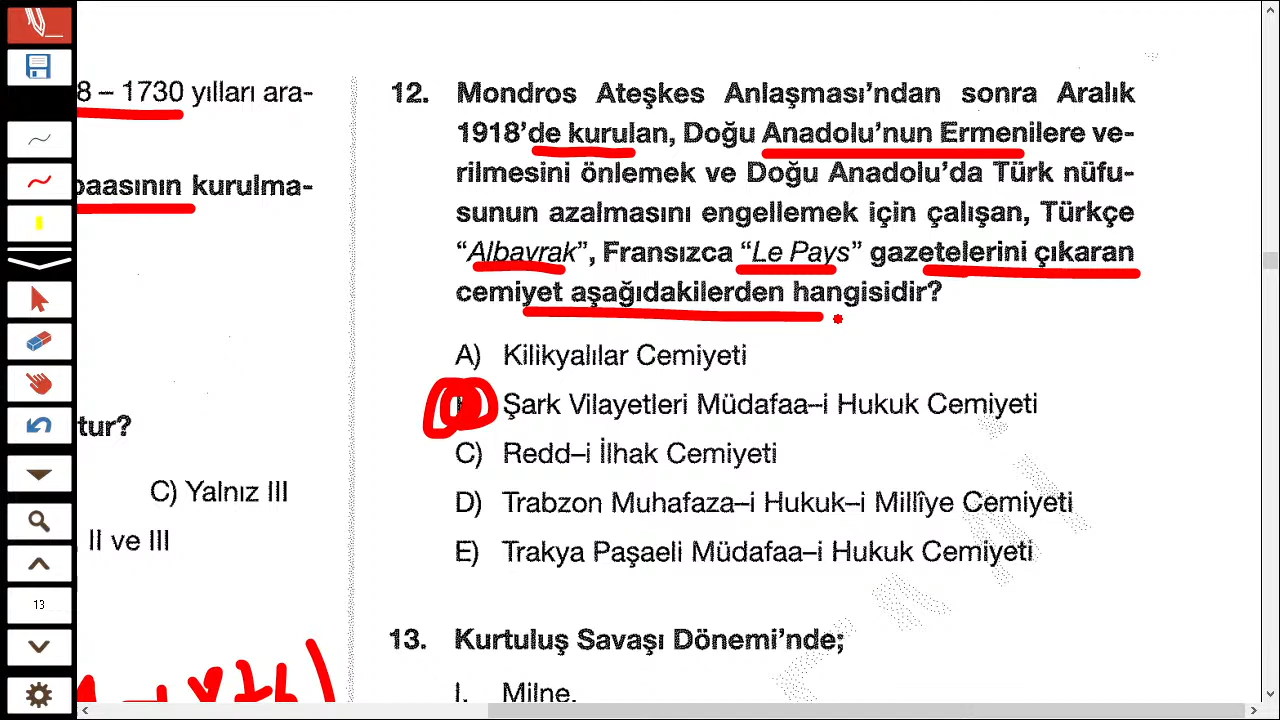 8 – 1730 yılları ara-
baasının kurulma-
tur?
C) Yalnız III
II ve III
13
12. Mondros Ateşkes Anlaşması’ndan sonra Aralık
1918’de kurulan, Doğu Anadolu’nun Ermenilere ve-
rilmesini önlemek ve Doğu Anadolu’da Türk nüfu-
sunun azalmasını engellemek için çalışan, Türkçe
“Albayrak”, Fransızca “Le Pays” gazetelerini çıkaran
cemiyet aşağıdakilerden hangisidir?
A) Kilikyalılar Cemiyeti
Şark Vilayetleri Müdafaa–i Hukuk Cemiyeti
C) Redd–i İlhak Cemiyeti
D) Trabzon Muhafaza–i Hukuk–i Millîye Cemiyeti
E) Trakya Paşaeli Müdafaa–i Hukuk Cemiyeti
13. Kurtuluş Savaşı Dönemi’nde;
I. Milne,